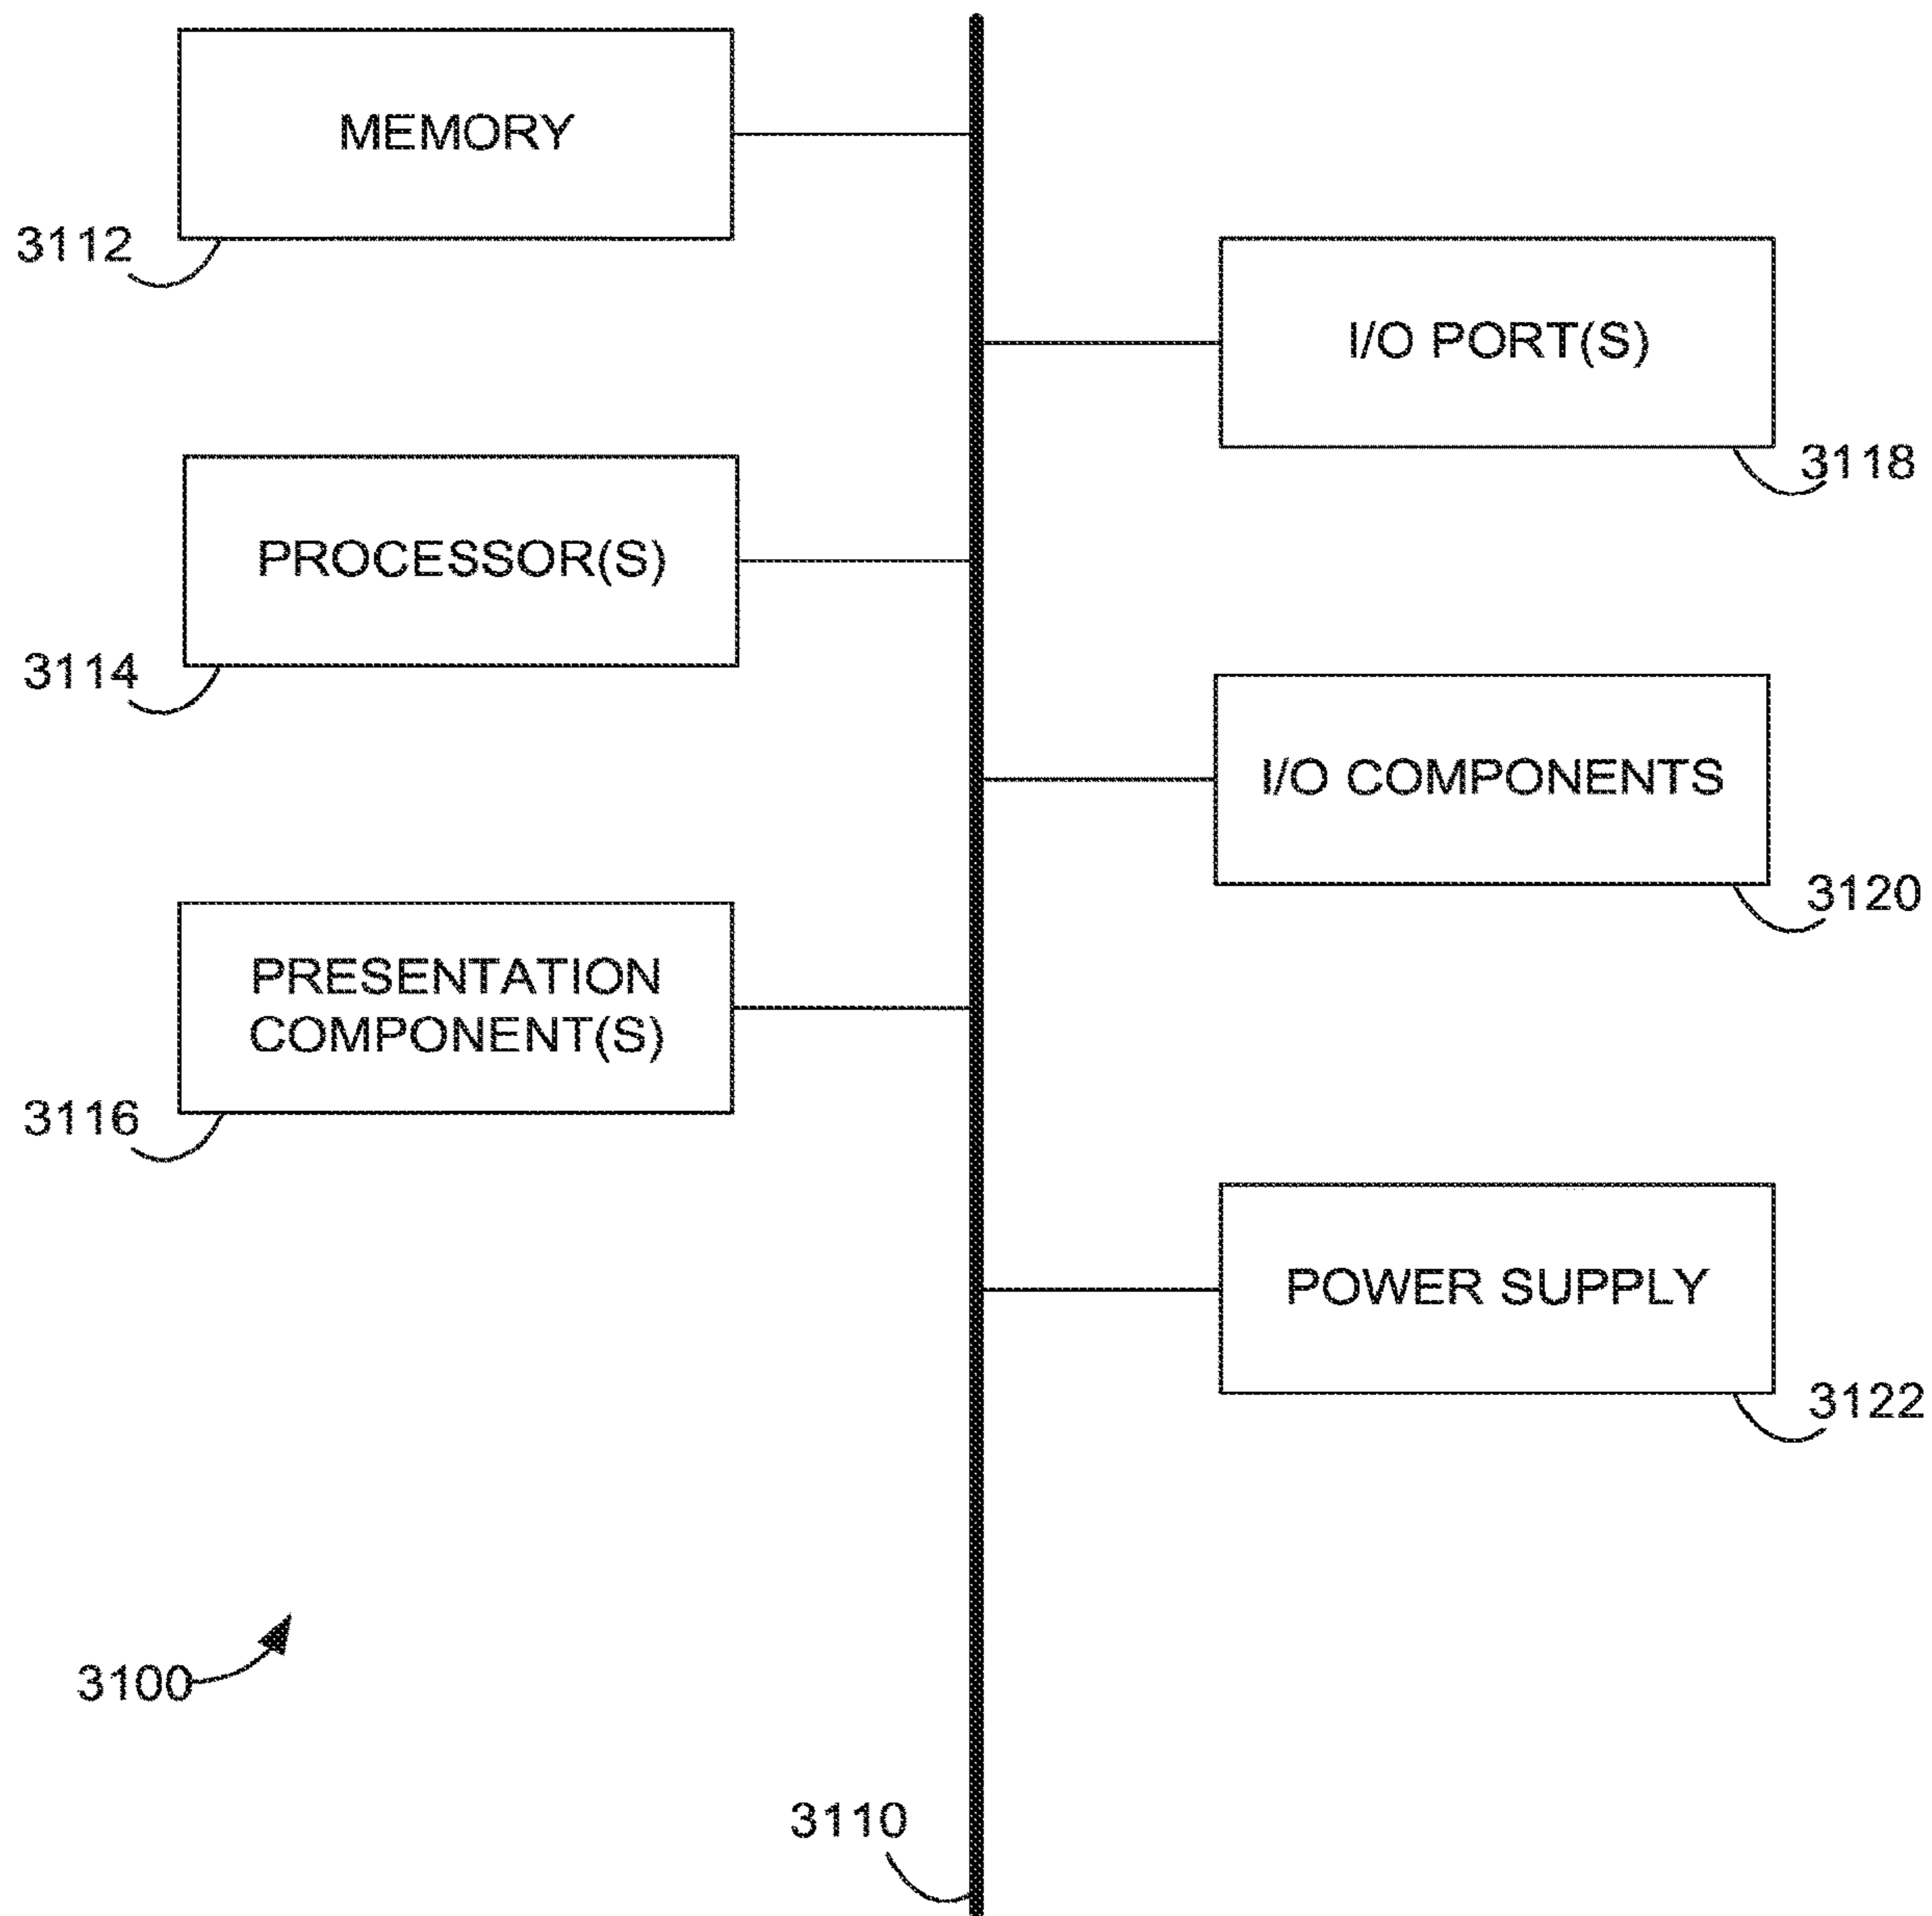 MEMORY
3112
I/O PORT(S)
3118
PROCESSOR(S)
3114
I/O COMPONENTS
3120
PRESENTATION
COMPONENT(S)
3116
POWER SUPPLY
3122
3100
3110